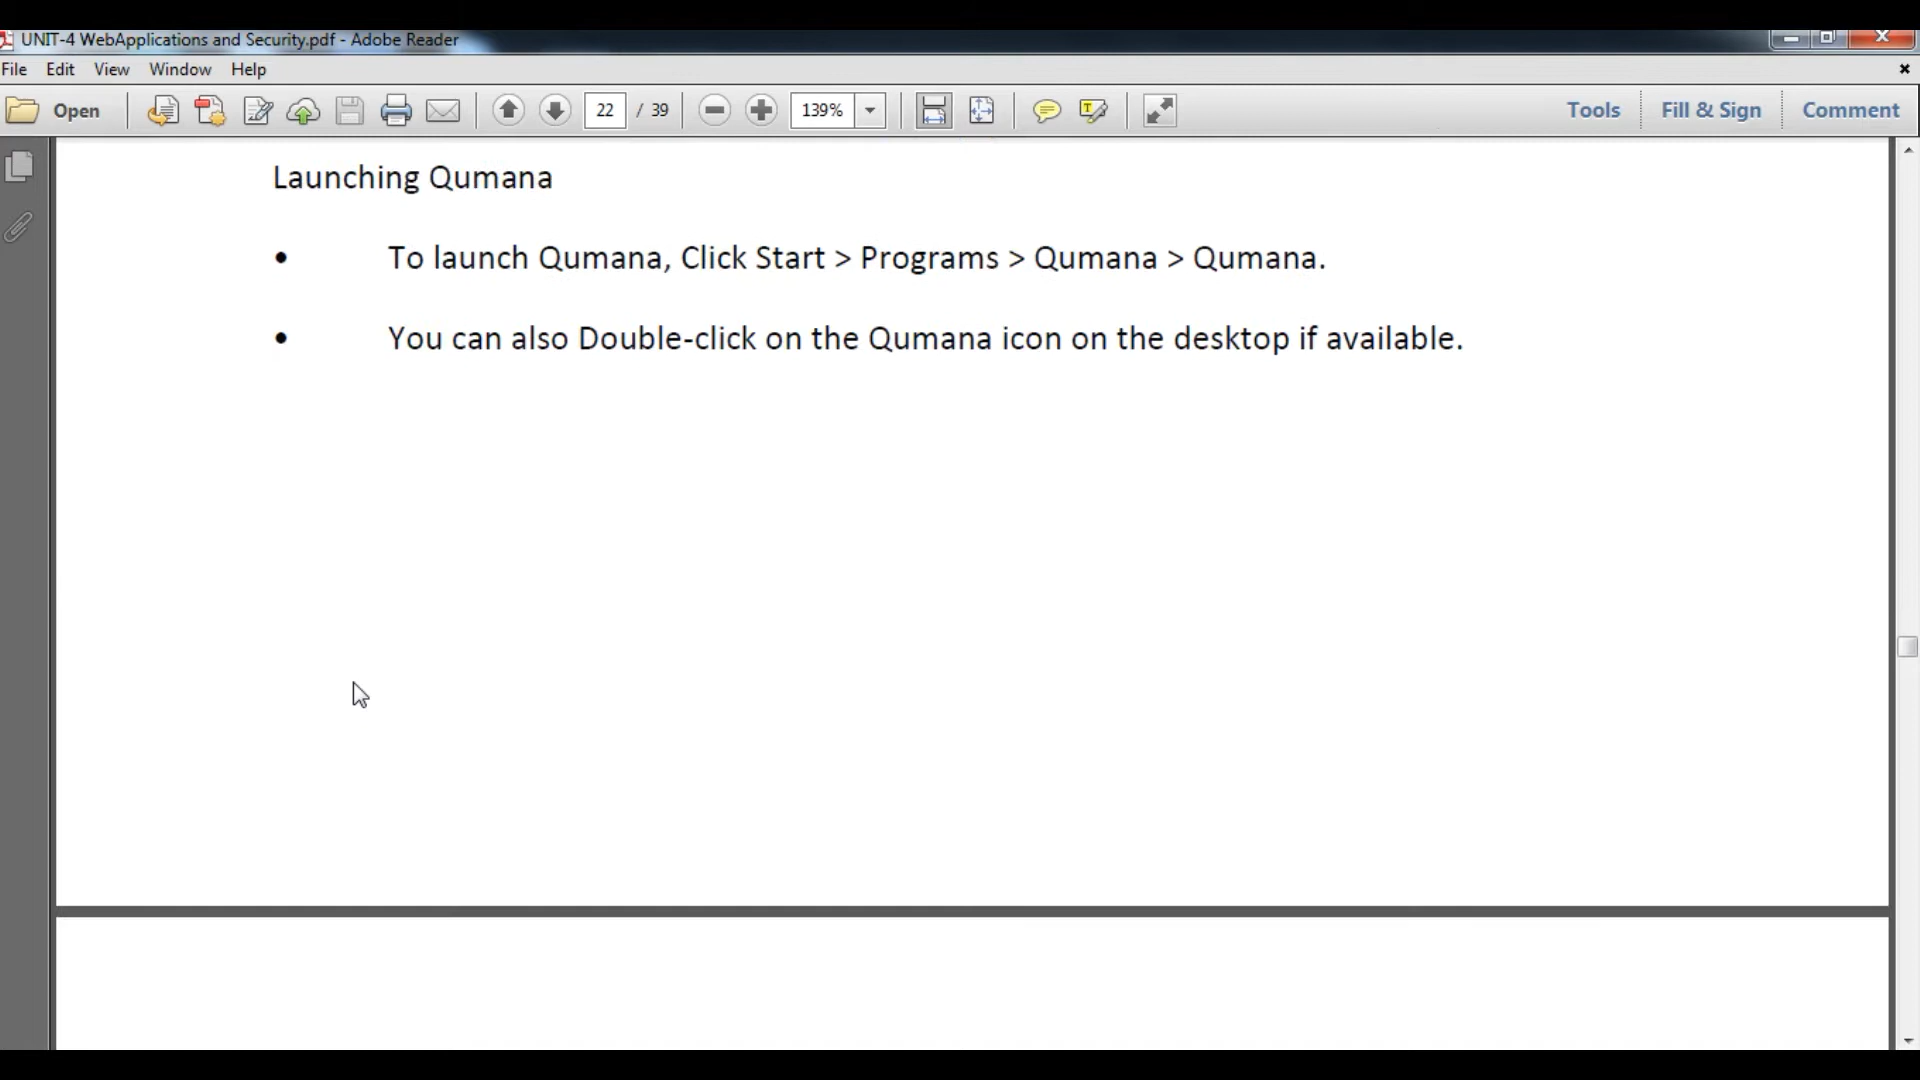 UNIT-4 WebApplications and Security.pdf - Adobe Reader
File Edit View Window Help
Open 22 / 39 139% Tools Fill & Sign Comment
Launching Qumana
• To launch Qumana, Click Start > Programs > Qumana > Qumana.
• You can also Double-click on the Qumana icon on the desktop if available.